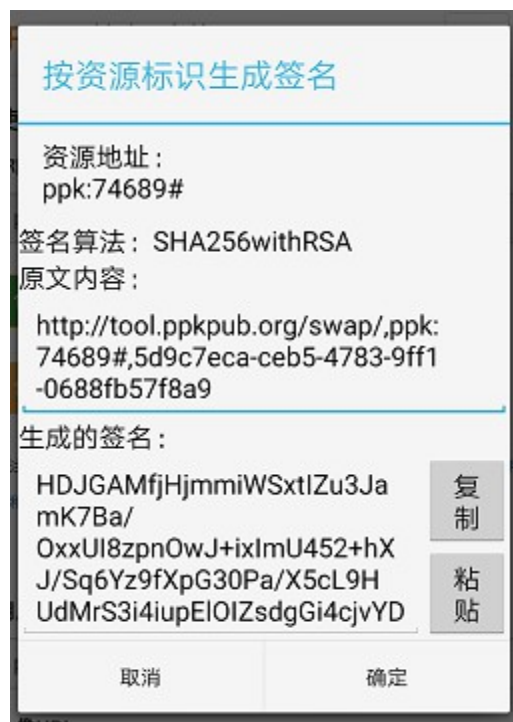 按资源标识生成签名
资源地址：
ppk:74689#
签名算法：SHA256withRSA
原文内容：
http://tool.ppkpub.org/swap/,ppk:
74689#,5d9c7eca-ceb5-4783-9ff1
-0688fb57f8a9
生成的签名：
HDJGAMfjHjmmiWSxtIZu3Ja
mK7Ba/
OxxUI8zpnOwJ+ixImU452+hX
J/Sq6Yz9fXpG30Pa/X5cL9H
UdMrS3i4iupElOIZsdgGi4cjvYD
复制
粘贴
取消
确定